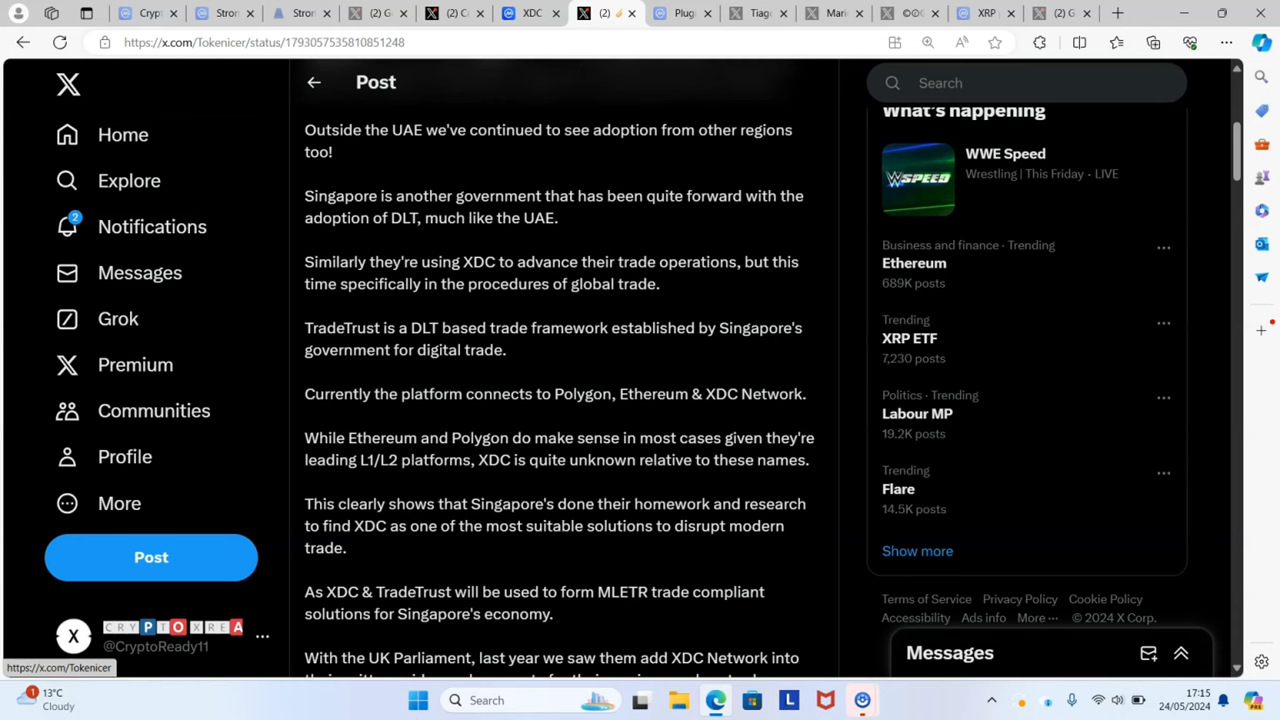 (2) G
(2) C
XDC
(2)
Plugi
Tiago
XRP
(2) G
https://x.com/Tokenicer/status/1793057535810851248
Home
Explore
2
Notifications
Messages
Grok
Premium
Communities
Profile
More
Post
CRYPTOXREA
@CryptoReady11
https://x.com/Tokenicer
Post
Outside the UAE we've continued to see adoption from other regions
too!
Singapore is another government that has been quite forward with the
adoption of DLT, much like the UAE.
Similarly they're using XDC to advance their trade operations, but this
time specifically in the procedures of global trade.
TradeTrust is a DLT based trade framework established by Singapore's
government for digital trade.
Currently the platform connects to Polygon, Ethereum & XDC Network.
While Ethereum and Polygon do make sense in most cases given they're
leading L1/L2 platforms, XDC is quite unknown relative to these names.
This clearly shows that Singapore's done their homework and research
to find XDC as one of the most suitable solutions to disrupt modern
trade.
As XDC & TradeTrust will be used to form MLETR trade compliant
solutions for Singapore's economy.
With the UK Parliament, last year we saw them add XDC Network into
Search
What's happening
SPEED
WWE Speed
Wrestling | This Friday · LIVE
Business and finance · Trending
Ethereum
689K posts
Trending
XRP ETF
7,230 posts
Politics · Trending
Labour MP
19.2K posts
Trending
Flare
14.5K posts
Show more
Terms of Service Privacy Policy Cookie Policy
Accessibility Ads info More ··· © 2024 X Corp.
Messages
1
13°C
Cloudy
Search
17:15
24/05/2024